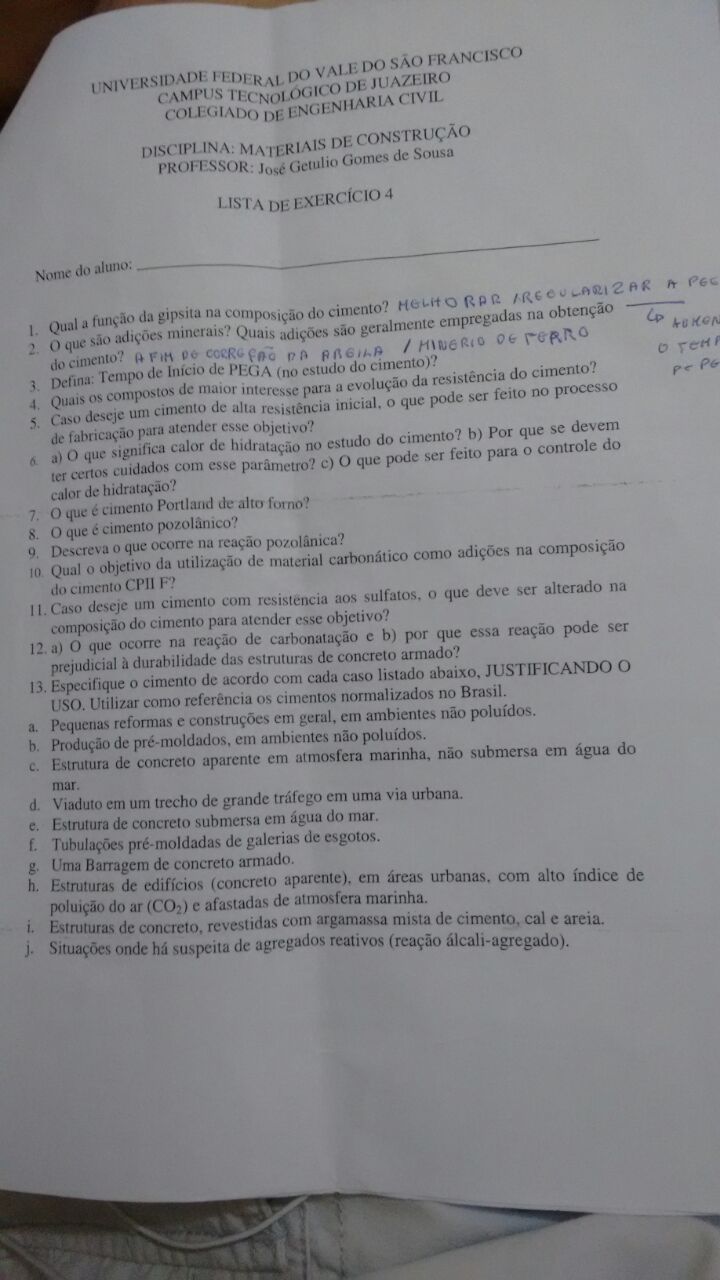 UNIVERSIDADE FEDERAL DO VALE DO SÃO FRANCISCO
CAMPUS TECNOLÓGICO DE JUAZEIRO
COLEGIADO DE ENGENHARIA CIVIL
DISCIPLINA: MATERIAIS DE CONSTRUÇÃO
PROFESSOR: José Getulio Gomes de Sousa
LISTA DE EXERCÍCIO 4
Nome do aluno:
1. Qual a função da gipsita na composição do cimento? MELHORAR / REGULARIZAR A PEG
2. O que são adições minerais? Quais adições são geralmente empregadas na obtenção
do cimento? A FIM DE CORREÇÃO DA ARGILA / MINERIO DE FERRO
↳ AUMEN
O TEMP
DE PE
3. Defina: Tempo de Início de PEGA (no estudo do cimento)?
4. Quais os compostos de maior interesse para a evolução da resistência do cimento?
5. Caso deseje um cimento de alta resistência inicial, o que pode ser feito no processo
de fabricação para atender esse objetivo?
6. a) O que significa calor de hidratação no estudo do cimento? b) Por que se devem
ter certos cuidados com esse parâmetro? c) O que pode ser feito para o controle do
calor de hidratação?
7. O que é cimento Portland de alto forno?
8. O que é cimento pozolânico?
9. Descreva o que ocorre na reação pozolânica?
10. Qual o objetivo da utilização de material carbonático como adições na composição
do cimento CPII F?
11. Caso deseje um cimento com resistência aos sulfatos, o que deve ser alterado na
composição do cimento para atender esse objetivo?
12. a) O que ocorre na reação de carbonatação e b) por que essa reação pode ser
prejudicial à durabilidade das estruturas de concreto armado?
13. Especifique o cimento de acordo com cada caso listado abaixo, JUSTIFICANDO O
USO. Utilizar como referência os cimentos normalizados no Brasil.
a. Pequenas reformas e construções em geral, em ambientes não poluídos.
b. Produção de pré-moldados, em ambientes não poluídos.
c. Estrutura de concreto aparente em atmosfera marinha, não submersa em água do
mar.
d. Viaduto em um trecho de grande tráfego em uma via urbana.
e. Estrutura de concreto submersa em água do mar.
f. Tubulações pré-moldadas de galerias de esgotos.
g. Uma Barragem de concreto armado.
h. Estruturas de edifícios (concreto aparente), em áreas urbanas, com alto índice de
poluição do ar (CO₂) e afastadas de atmosfera marinha.
i. Estruturas de concreto, revestidas com argamassa mista de cimento, cal e areia.
j. Situações onde há suspeita de agregados reativos (reação álcali-agregado).